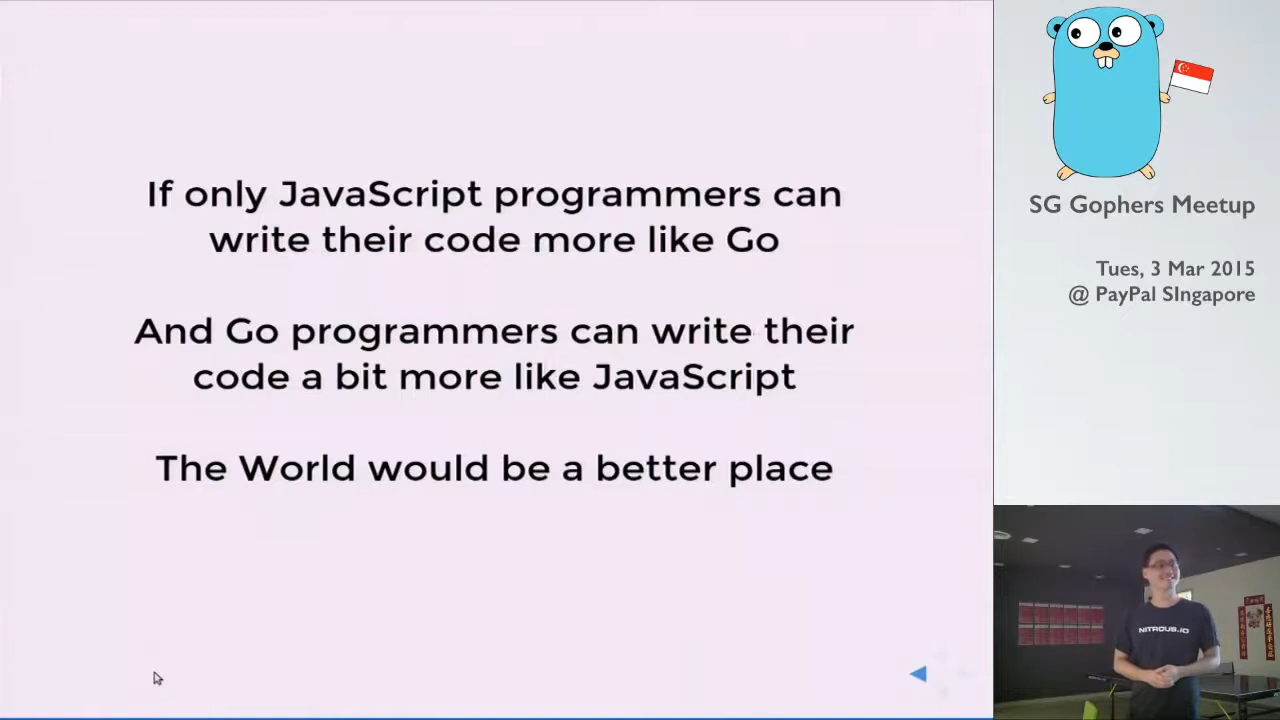 If only JavaScript programmers can
write their code more like Go
And Go programmers can write their
code a bit more like JavaScript
The World would be a better place
SG Gophers Meetup
Tues, 3 Mar 2015
@ PayPal SIngapore
NITROUS.IO